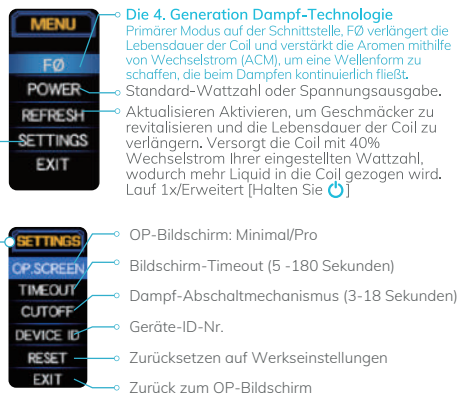 MENU
FØ
POWER
REFRESH
SETTINGS
EXIT
Die 4. Generation Dampf-Technologie
Primärer Modus auf der Schnittstelle, FØ verlängert die
Lebensdauer der Coil und verstärkt die Aromen mithilfe
von Wechselstrom (ACM), um eine Wellenform zu
schaffen, die beim Dampfen kontinuierlich fließt.
Standard-Wattzahl oder Spannungsausgabe.
Aktualisieren Aktivieren, um Geschmäcker zu
revitalisieren und die Lebensdauer der Coil zu
verlängern. Versorgt die Coil mit 40%
Wechselstrom Ihrer eingestellten Wattzahl,
wodurch mehr Liquid in die Coil gezogen wird.
Lauf 1x/Erweitert [Halten Sie ⏻]
SETTINGS
OP.SCREEN
TIMEOUT
CUTOFF
DEVICE ID
RESET
EXIT
OP-Bildschirm: Minimal/Pro
Bildschirm-Timeout (5 -180 Sekunden)
Dampf-Abschaltmechanismus (3-18 Sekunden)
Geräte-ID-Nr.
Zurücksetzen auf Werkseinstellungen
Zurück zum OP-Bildschirm